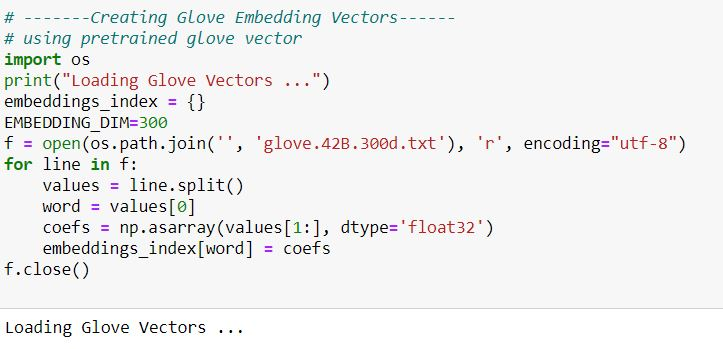 # -------Creating Glove Embedding Vectors------
# using pretrained glove vector
import os
print("Loading Glove Vectors ...")
embeddings_index = {}
EMBEDDING_DIM=300
f = open(os.path.join('', 'glove.42B.300d.txt'), 'r', encoding="utf-8")
for line in f:
    values = line.split()
    word = values[0]
    coefs = np.asarray(values[1:], dtype='float32')
    embeddings_index[word] = coefs
f.close()
Loading Glove Vectors ...